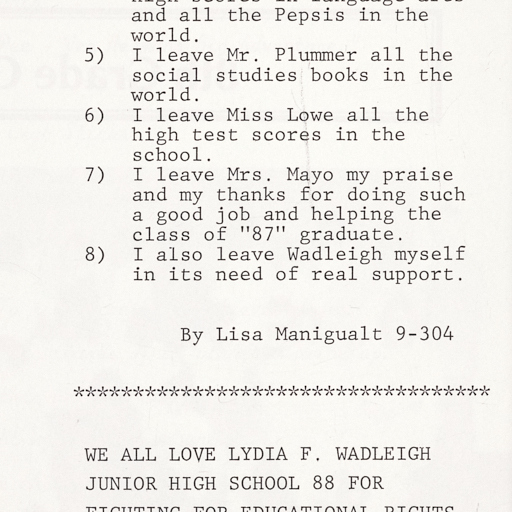 high scores in language arts
and all the Pepsis in the
world.
5) I leave Mr. Plummer all the
social studies books in the
world.
6) I leave Miss Lowe all the
high test scores in the
school.
7) I leave Mrs. Mayo my praise
and my thanks for doing such
a good job and helping the
class of "87" graduate.
8) I also leave Wadleigh myself
in its need of real support.
By Lisa Manigualt 9-304
***********************************
WE ALL LOVE LYDIA F. WADLEIGH
JUNIOR HIGH SCHOOL 88 FOR
FIGHTING FOR EDUCATIONAL RIGHTS